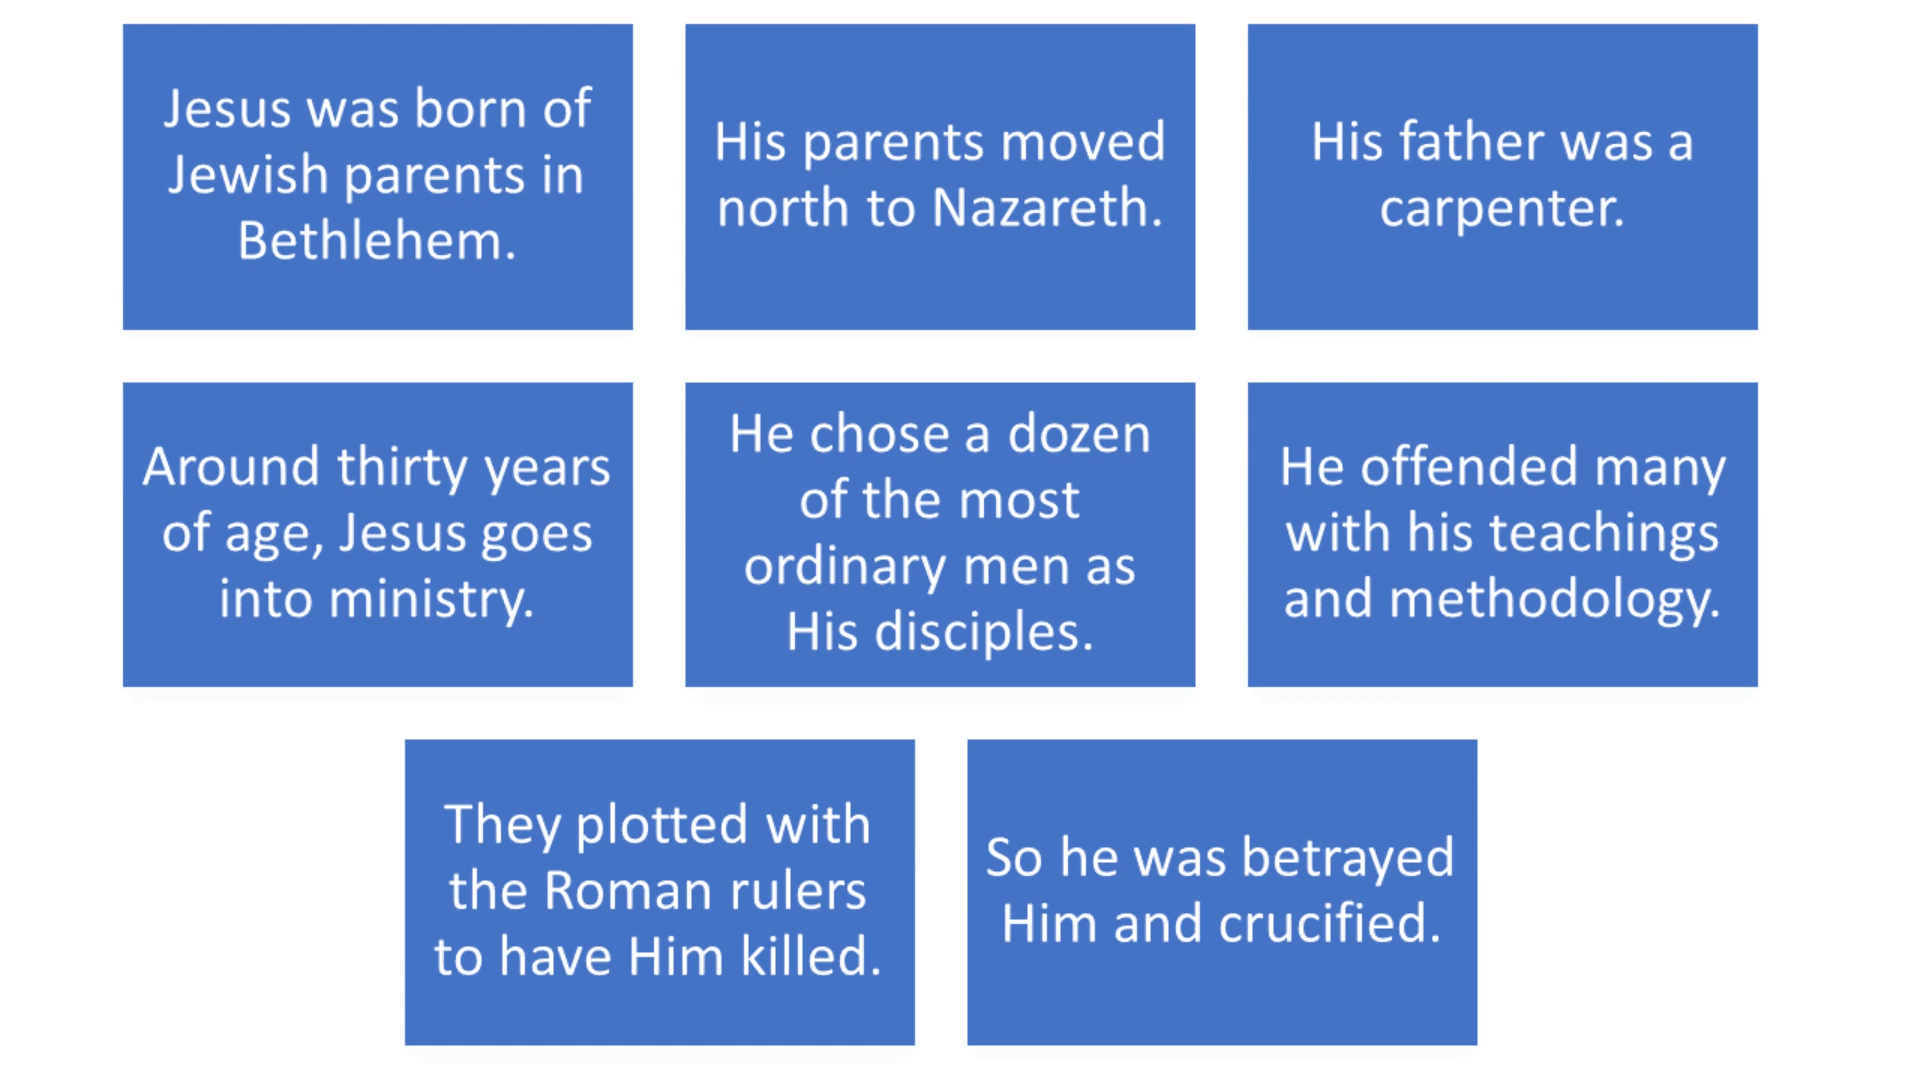 Jesus was born of
Jewish parents in
Bethlehem.
His parents moved
north to Nazareth.
His father was a
carpenter.
Around thirty years
of age, Jesus goes
into ministry.
He chose a dozen
of the most
ordinary men as
His disciples.
He offended many
with his teachings
and methodology.
They plotted with
the Roman rulers
to have Him killed.
So he was betrayed
Him and crucified.